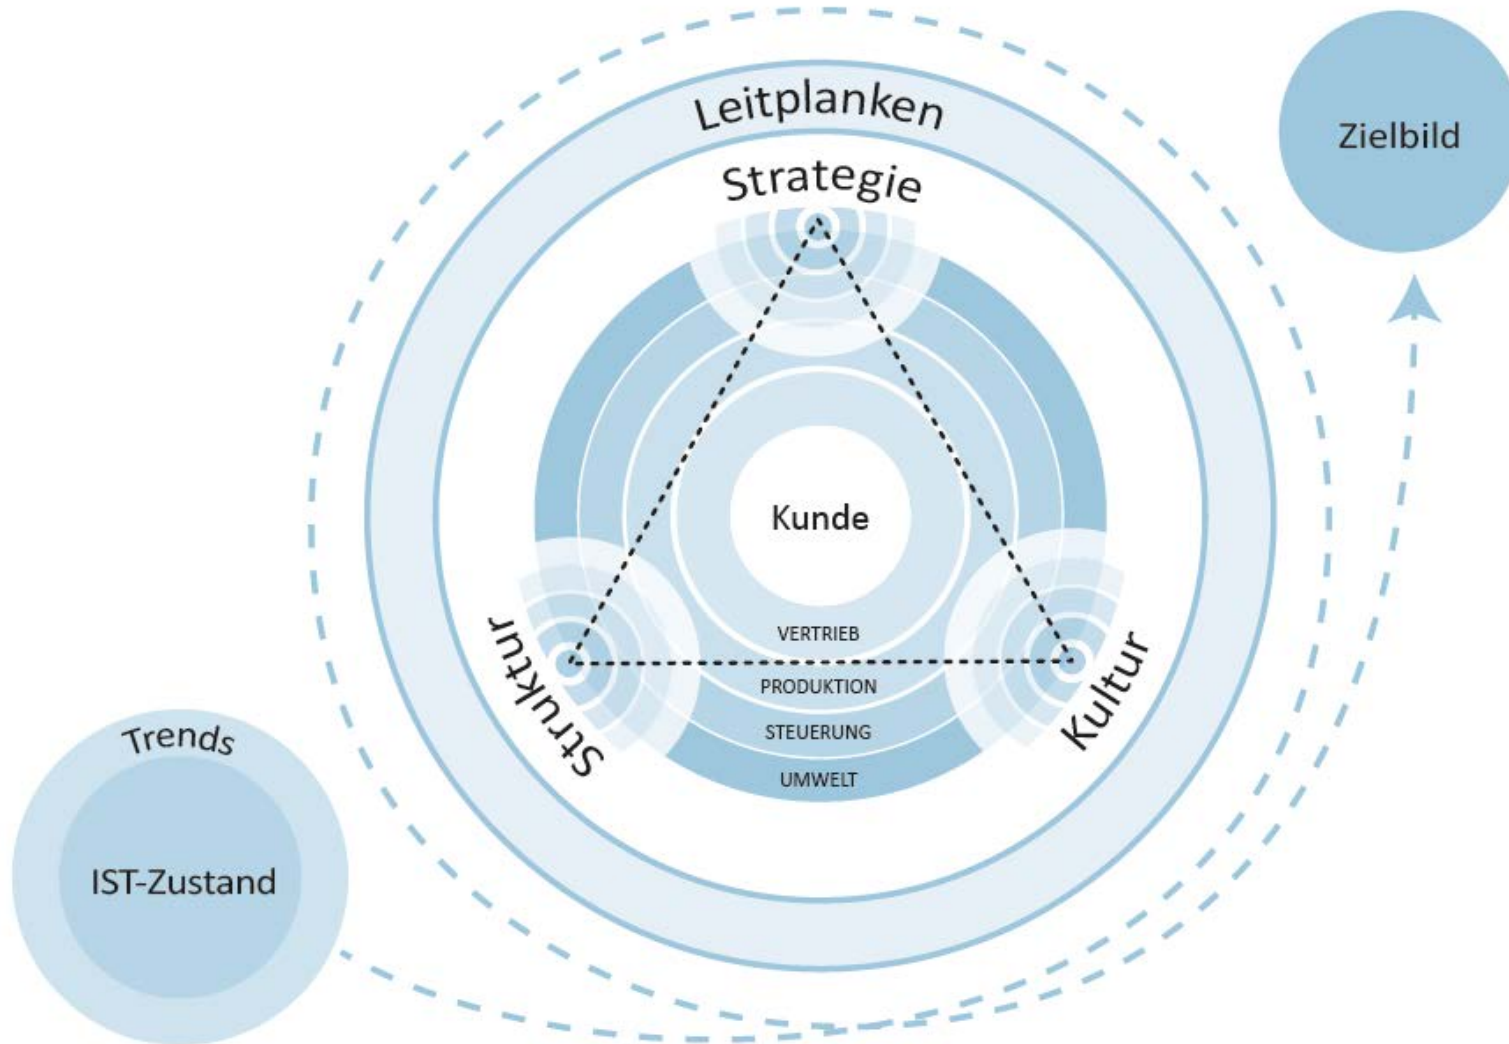 Leitplanken
Zielbild
Strategie
Kunde
VERTRIEB
Struktur
Kultur
PRODUKTION
STEUERUNG
UMWELT
Trends
IST-Zustand